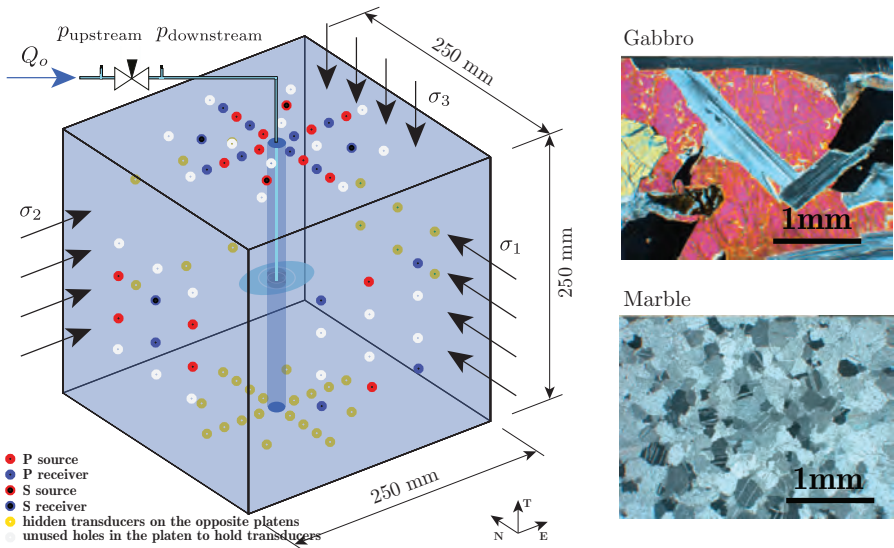 p_upstream p_downstream
Q_o
250 mm
σ_3
σ_2
σ_1
250 mm
250 mm
P source
P receiver
S source
S receiver
hidden transducers on the opposite platens
unused holes in the platen to hold transducers
T
N E
Gabbro
1mm
Marble
1mm